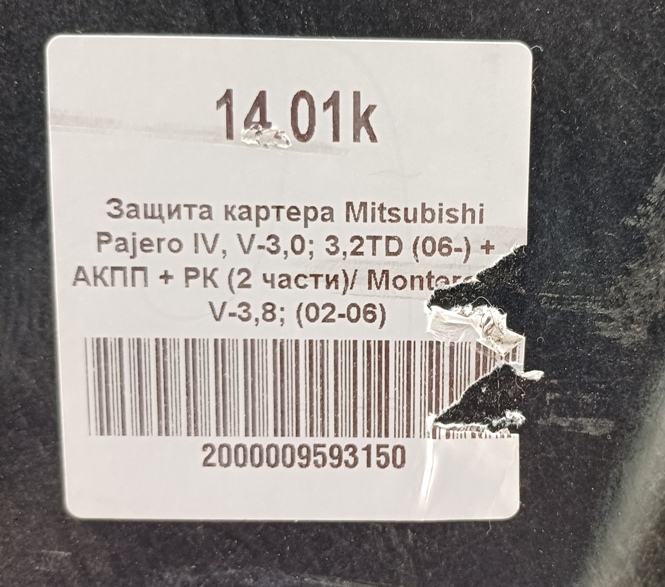 14.01k
Защита картера Mitsubishi
Pajero IV, V-3,0; 3,2TD (06-) +
АКПП + РК (2 части)/
V-3,8; (02-06)
2000009593150